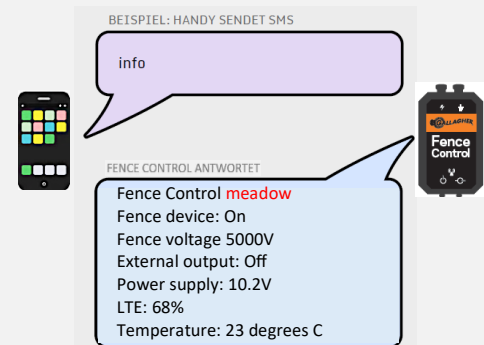 BEISPIEL: HANDY SENDET SMS
info
GALLAGHER
Fence
Control
FENCE CONTROL ANTWORTET
Fence Control meadow
Fence device: On
Fence voltage 5000V
External output: Off
Power supply: 10.2V
LTE: 68%
Temperature: 23 degrees C